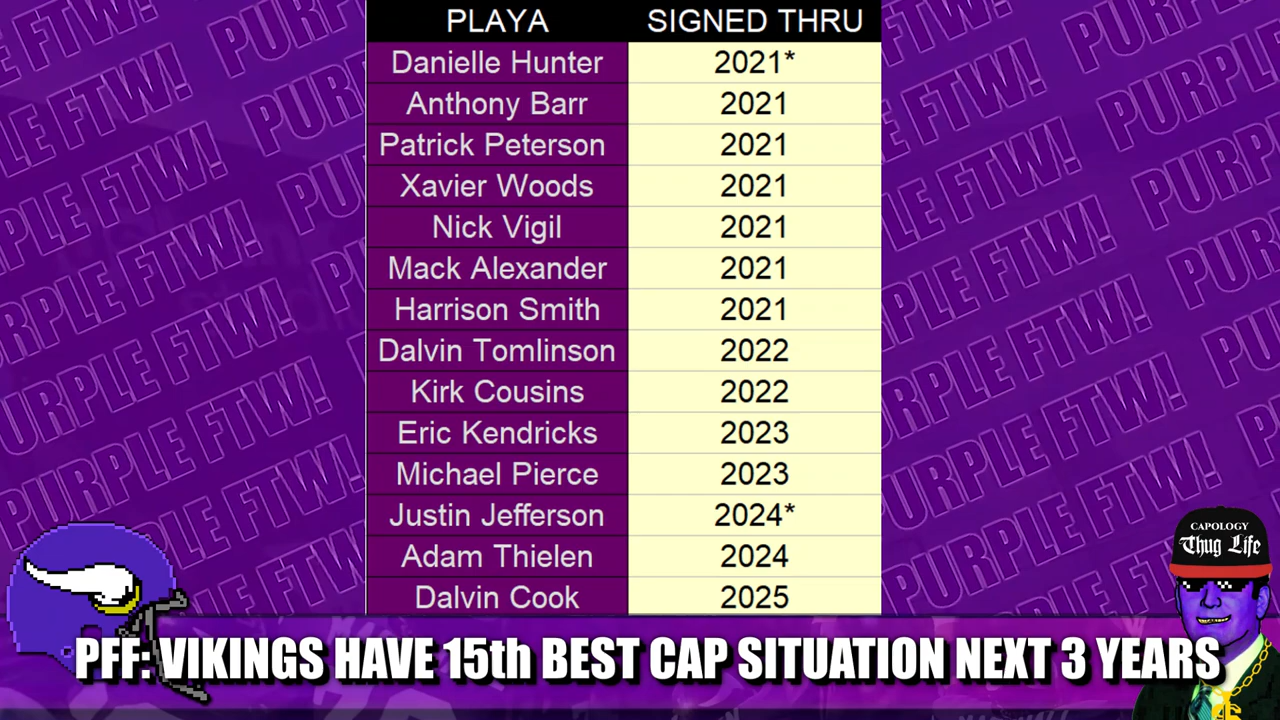 PLAYA SIGNED THRU
Danielle Hunter 2021*
Anthony Barr 2021
Patrick Peterson 2021
Xavier Woods 2021
Nick Vigil 2021
Mack Alexander 2021
Harrison Smith 2021
Dalvin Tomlinson 2022
Kirk Cousins 2022
Eric Kendricks 2023
Michael Pierce 2023
Justin Jefferson 2024*
Adam Thielen 2024
Dalvin Cook 2025
PURPLE FTW!
CAPOLOGY
Thug Life
PFF: VIKINGS HAVE 15th BEST CAP SITUATION NEXT 3 YEARS